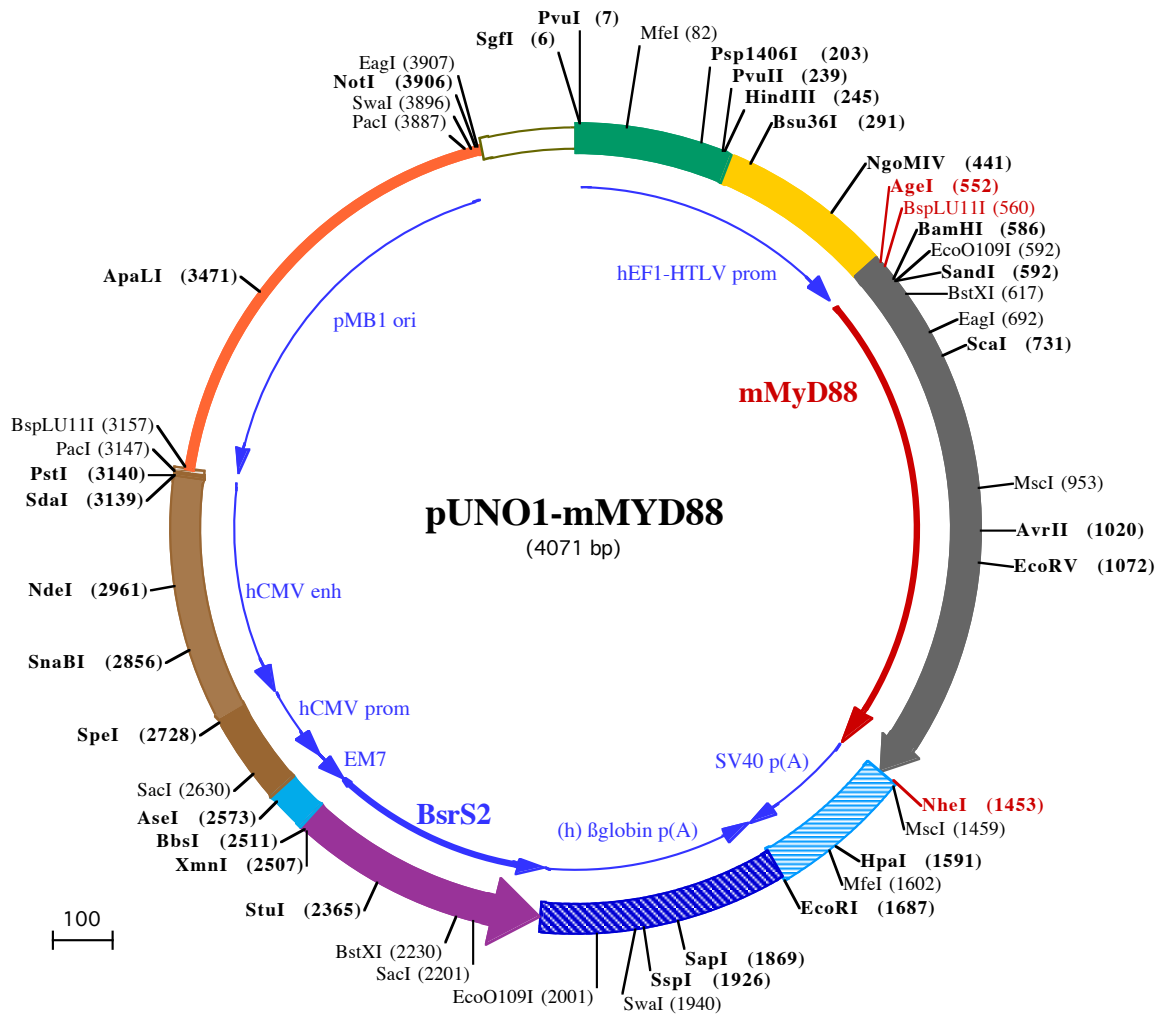 PvuI (7)
SgfI (6)
MfeI (82)
Psp1406I (203)
PvuII (239)
HindIII (245)
Bsu36I (291)
NgoMIV (441)
AgeI (552)
BspLU11I (560)
BamHI (586)
EcoO109I (592)
SandI (592)
BstXI (617)
EagI (692)
ScaI (731)
MscI (953)
AvrII (1020)
EcoRV (1072)
NheI (1453)
MscI (1459)
HpaI (1591)
MfeI (1602)
EcoRI (1687)
SapI (1869)
SspI (1926)
SwaI (1940)
EcoO109I (2001)
SacI (2201)
BstXI (2230)
StuI (2365)
XmnI (2507)
BbsI (2511)
AseI (2573)
SacI (2630)
SpeI (2728)
SnaBI (2856)
NdeI (2961)
SdaI (3139)
PstI (3140)
PacI (3147)
BspLU11I (3157)
ApaLI (3471)
PacI (3887)
SwaI (3896)
NotI (3906)
EagI (3907)
hEF1-HTLV prom
pMB1 ori
mMyD88
pUNO1-mMYD88
(4071 bp)
hCMV enh
hCMV prom
EM7
BsrS2
(h) ßglobin p(A)
SV40 p(A)
100